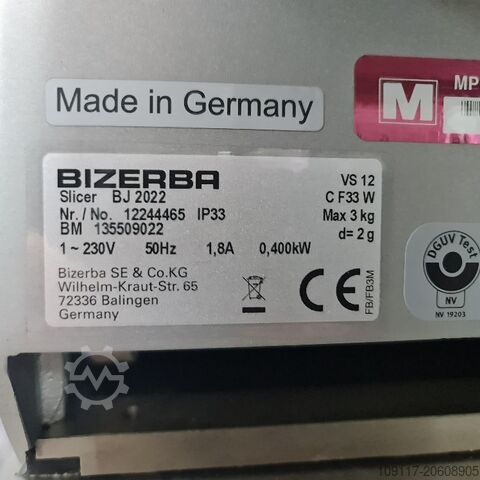 Made in Germany
M
MP
BIZERBA
VS 12
Slicer BJ 2022
C F33 W
Nr. / No. 12244465 IP33
Max 3 kg
BM 135509022
d= 2 g
1 ~ 230V 50Hz 1,8A 0,400kW
Bizerba SE & Co.KG
Wilhelm-Kraut-Str. 65
72336 Balingen
Germany
CE
FB/FB3M
DGUV Test
NV
NV 19203
109117-20608905